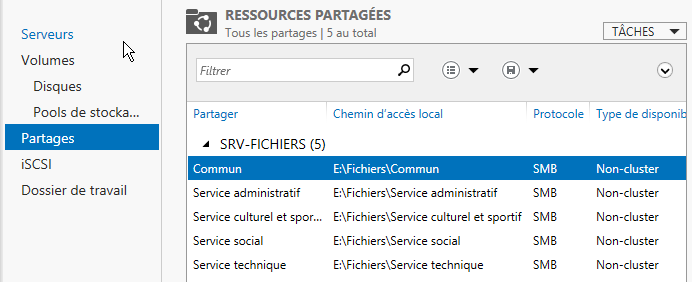 Serveurs
Volumes
Disques
Pools de stocka...
Partages
iSCSI
Dossier de travail
RESSOURCES PARTAGÉES
Tous les partages | 5 au total
TÂCHES
Filtrer
Partager Chemin d'accès local Protocole Type de disponib
SRV-FICHIERS (5)
Commun E:\Fichiers\Commun SMB Non-cluster
Service administratif E:\Fichiers\Service administratif SMB Non-cluster
Service culturel et spor... E:\Fichiers\Service culturel et sportif SMB Non-cluster
Service social E:\Fichiers\Service social SMB Non-cluster
Service technique E:\Fichiers\Service technique SMB Non-cluster